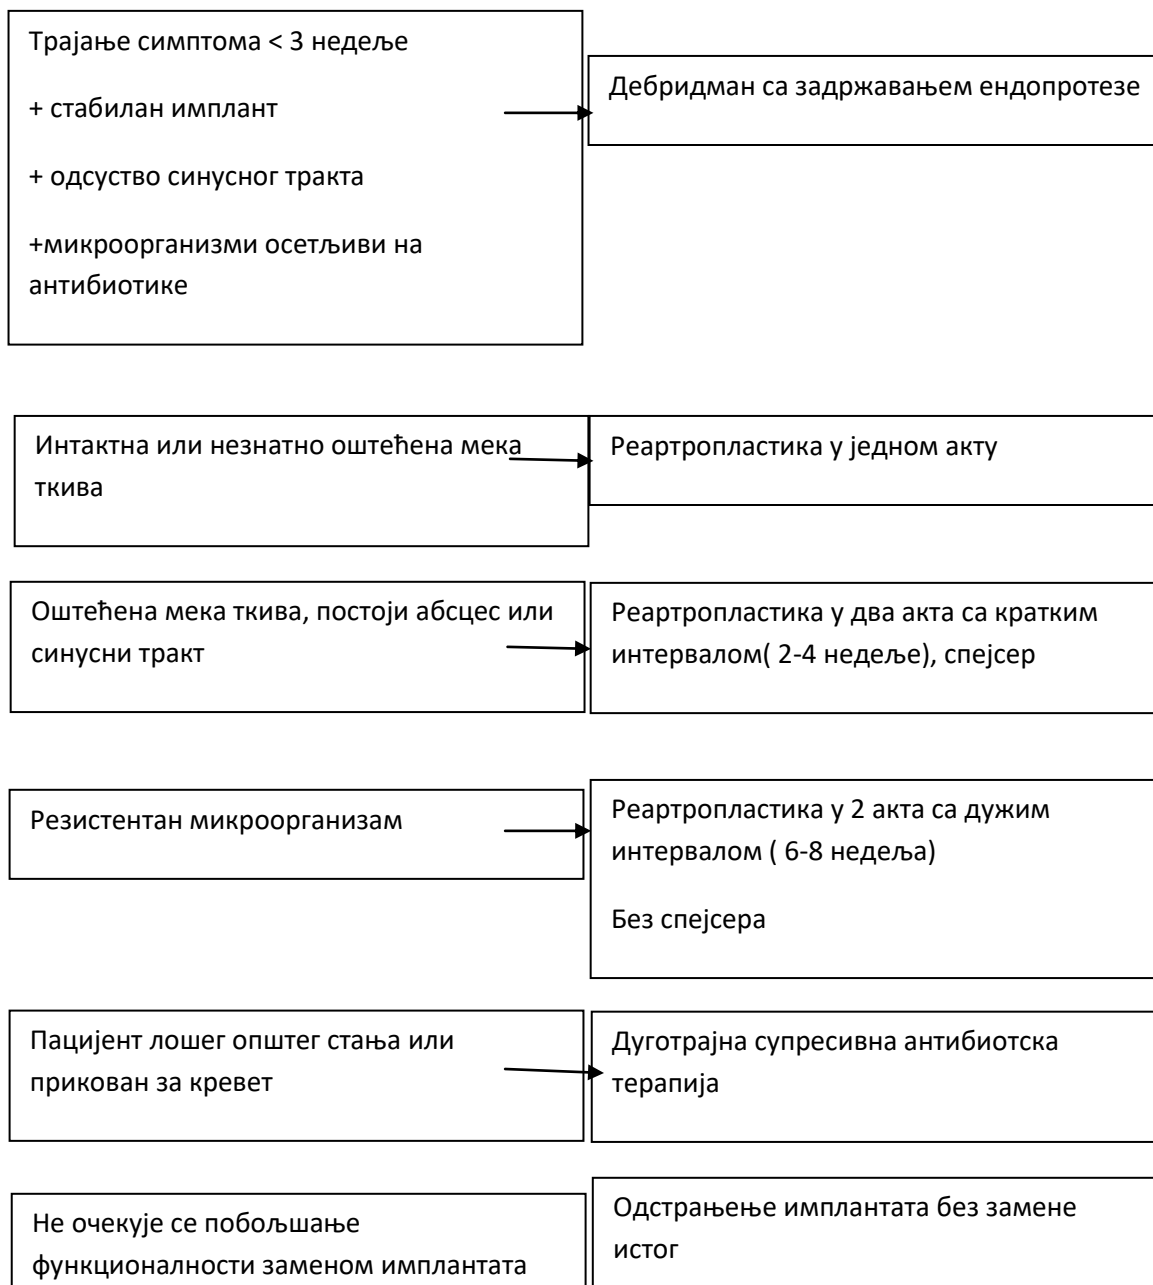 Трајање симптома < 3 недеље
+ стабилан имплант
+ одсуство синусног тракта
+микроорганизми осетљиви на
антибиотике
Дебридман са задржавањем ендопротезе
Интактна или незнатно оштећена мека
ткива
Реартропластика у једном акту
Оштећена мека ткива, постоји абсцес или
синусни тракт
Реартропластика у два акта са кратким
интервалом( 2-4 недеље), спејсер
Резистентан микроорганизам
Реартропластика у 2 акта са дужим
интервалом ( 6-8 недеља)
Без спејсера
Пацијент лошег општег стања или
прикован за кревет
Дуготрајна супресивна антибиотска
терапија
Не очекује се побољшање
функционалности заменом имплантата
Одстрањење имплантата без замене
истог